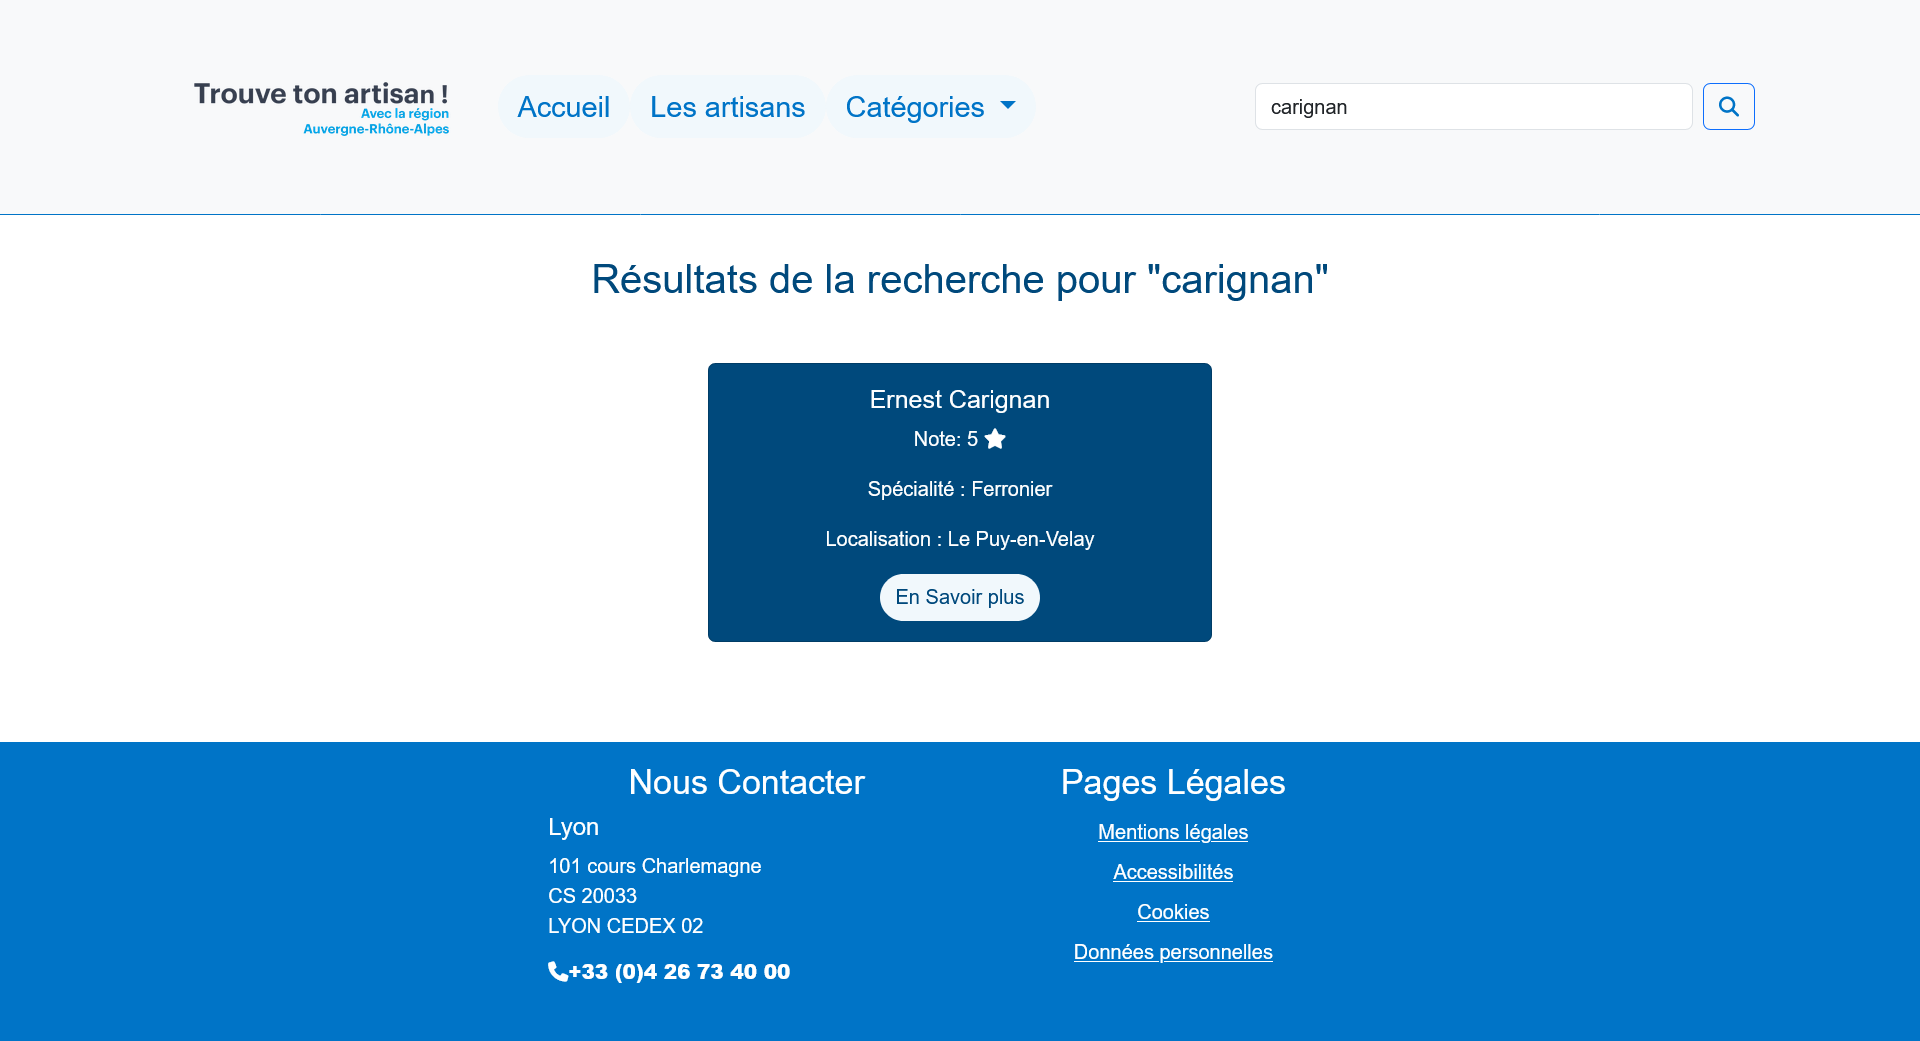 Trouve ton artisan !
Avec la région
Auvergne-Rhône-Alpes
Accueil
Les artisans
Catégories
carignan
Résultats de la recherche pour "carignan"
Ernest Carignan
Note: 5
Spécialité : Ferronier
Localisation : Le Puy-en-Velay
En Savoir plus
Nous Contacter
Lyon
101 cours Charlemagne
CS 20033
LYON CEDEX 02
+33 (0)4 26 73 40 00
Pages Légales
Mentions légales
Accessibilités
Cookies
Données personnelles